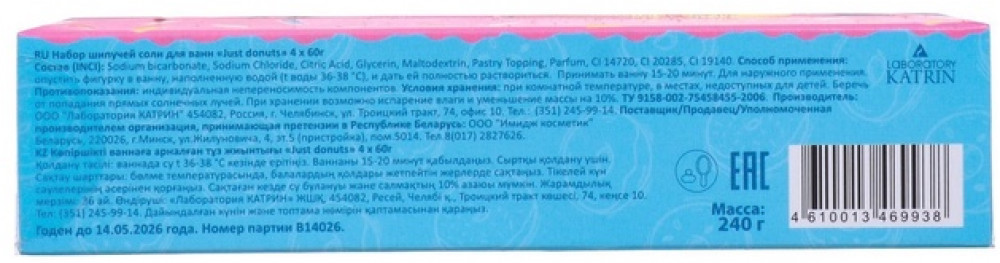 RU Набор шипучей соли для ванн «Just donuts» 4 x 60г
Состав (INCI): Sodium bicarbonate, Sodium Chloride, Citric Acid, Glycerin, Maltodextrin, Pastry Topping, Parfum, CI 14720, CI 20285, CI 19140. Способ применения:
опустить фигурку в ванну, наполненную водой (t воды 36-38 °C), и дать ей полностью раствориться. Принимать ванну 15-20 минут. Для наружного применения.
Противопоказания: индивидуальная непереносимость компонентов. Условия хранения: при комнатной температуре, в местах, недоступных для детей. Беречь
от попадания прямых солнечных лучей. При хранении возможно испарение влаги и уменьшение массы на 10%. ТУ 9158-002-75458455-2006. Производитель:
ООО "Лаборатория КАТРИН" 454082, Россия, г. Челябинск, ул. Троицкий тракт, 74, офис 10. Тел.: (351) 245-99-14. Поставщик/Продавец/Уполномоченная
производителем организация, принимающая претензии в Республике Беларусь: ООО «Имидж косметик»
Беларусь, 220026, г.Минск, ул.Жилуновича, 4, эт.5 (пристройка), пом.5014. Тел.8(017) 2827626.
KZ Көпіршікті ваннаға арналған тұз жиынтығы «Just donuts» 4 x 60г
Қолдану тәсілі: ваннада су t 36-38 °C кезінде ерітіңіз. Ваннаны 15-20 минут қабылдаңыз. Сыртқы қолдану үшін.
Сақтау шарттары: бөлме температурасында, балалардың қолдары жетпейтін жерлерде сақтаңыз. Тікелей күн
сәулелерінің әсерінен қорғаңыз. Сақтаған кезде су булануы және салмақтың 10% азаюы мүмкін. Жарамдылық
мерзімі: 36 ай. Өндіруші: «Лаборатория КАТРИН» ЖШҚ, 454082, Ресей, Челябі қ., Троицкий тракт көшесі, 74, кеңсе 10.
Тел.: (351) 245-99-14. Дайындалған күнін және топтама нөмірін қаптамасынан қараңыз.
Годен до 14.05.2026 года. Номер партии B14026.
LABORATORY
KATRIN
EAC
Масса:
240 г
4 610013 469938